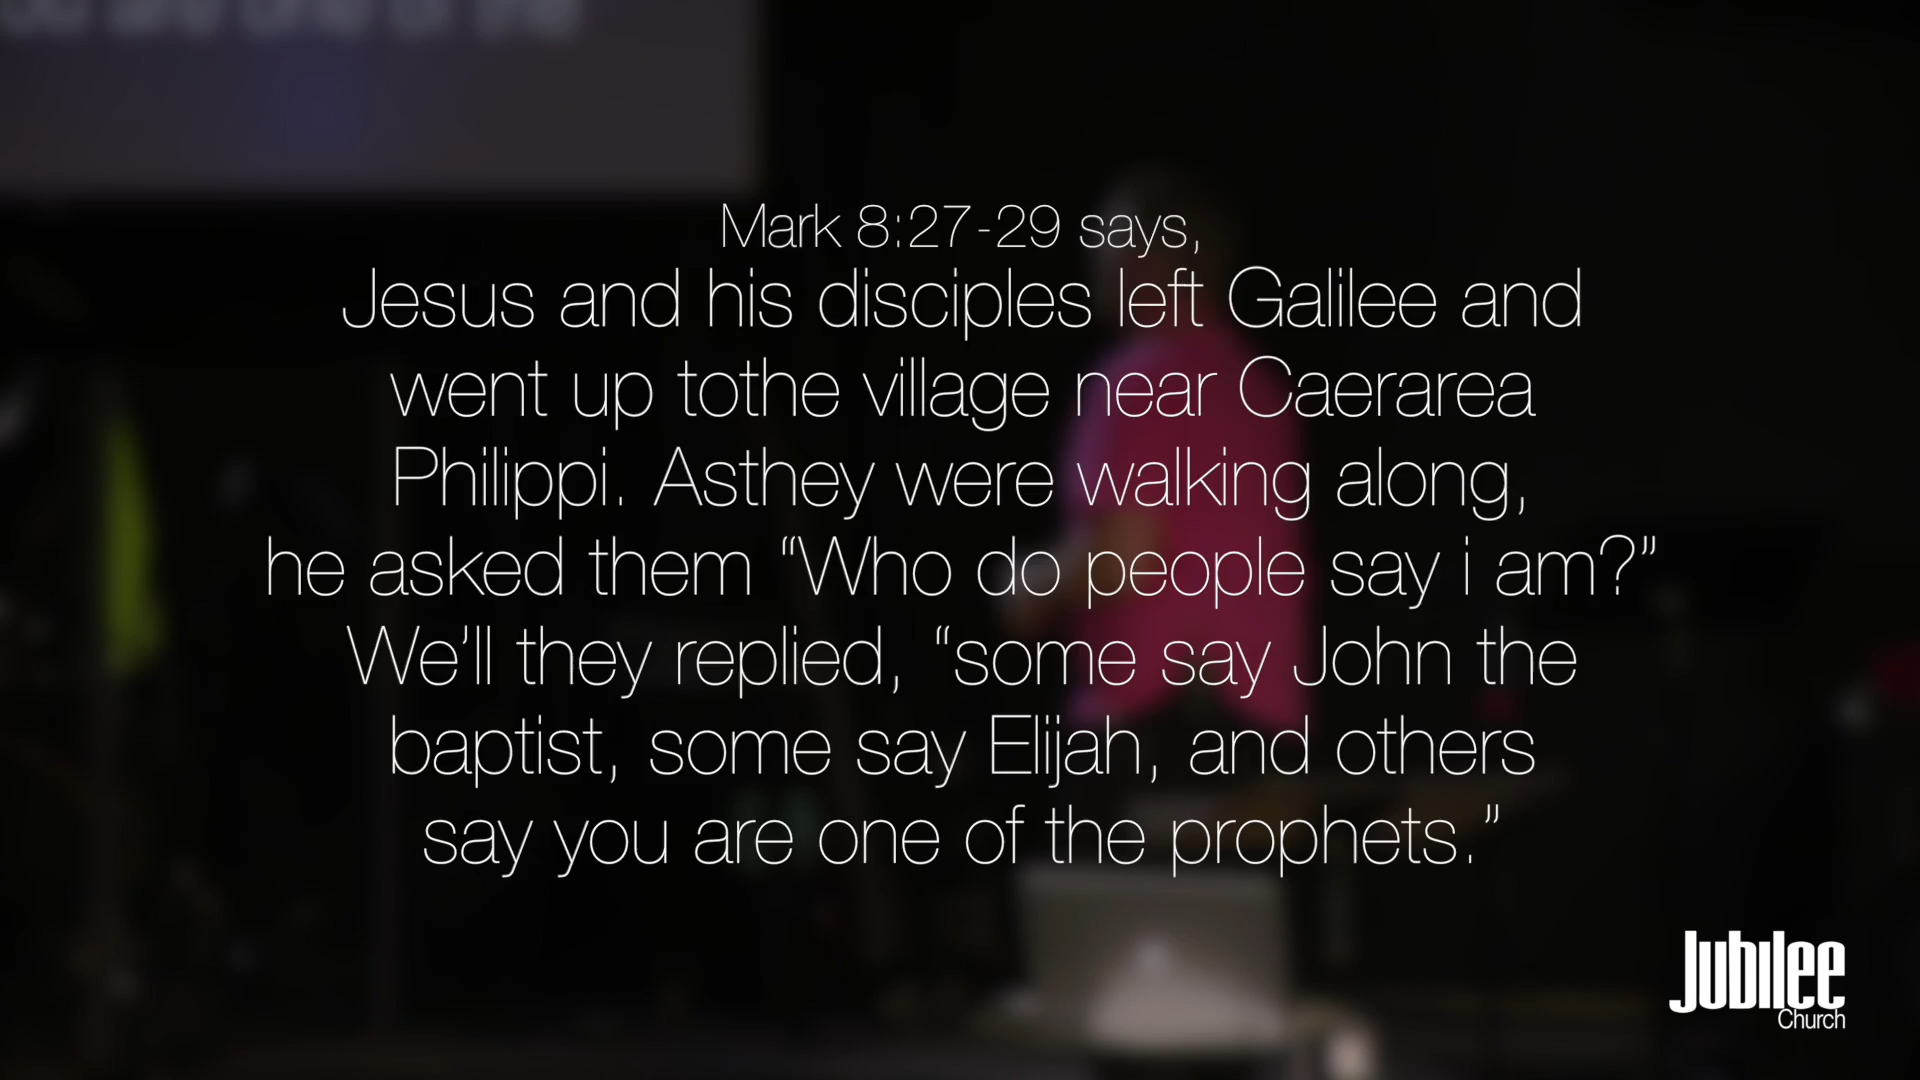 Mark 8:27-29 says,
Jesus and his disciples left Galilee and
went up tothe village near Caerarea
Philippi. Asthey were walking along,
he asked them “Who do people say i am?”
We’ll they replied, “some say John the
baptist, some say Elijah, and others
say you are one of the prophets.”
Jubilee
Church